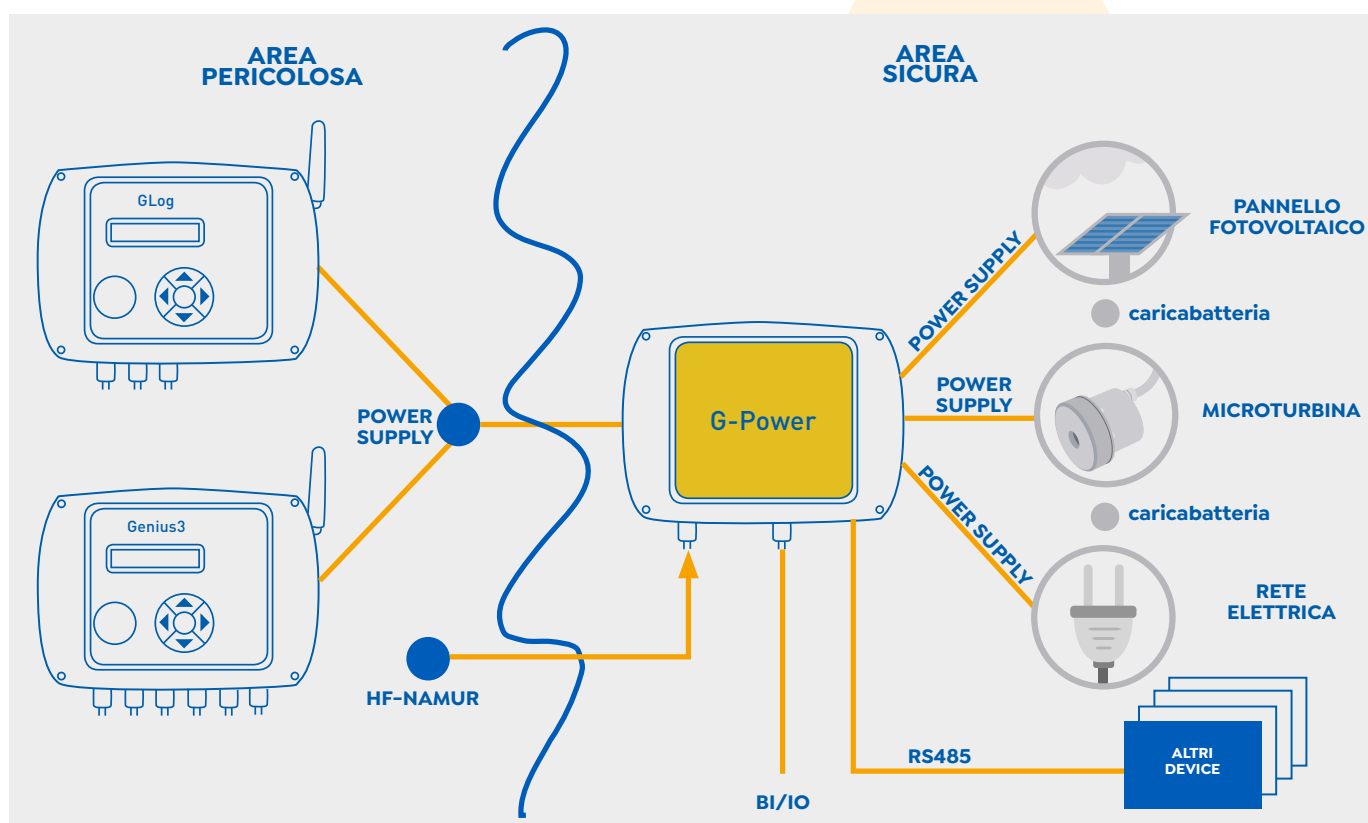 AREA
PERICOLOSA
AREA
SICURA
GLog
PANNELLO
FOTOVOLTAICO
POWER SUPPLY
caricabatteria
POWER
SUPPLY
MICROTURBINA
POWER
SUPPLY
G-Power
POWER SUPPLY
caricabatteria
Genius3
RETE
ELETTRICA
HF-NAMUR
RS485
ALTRI
DEVICE
BI/IO